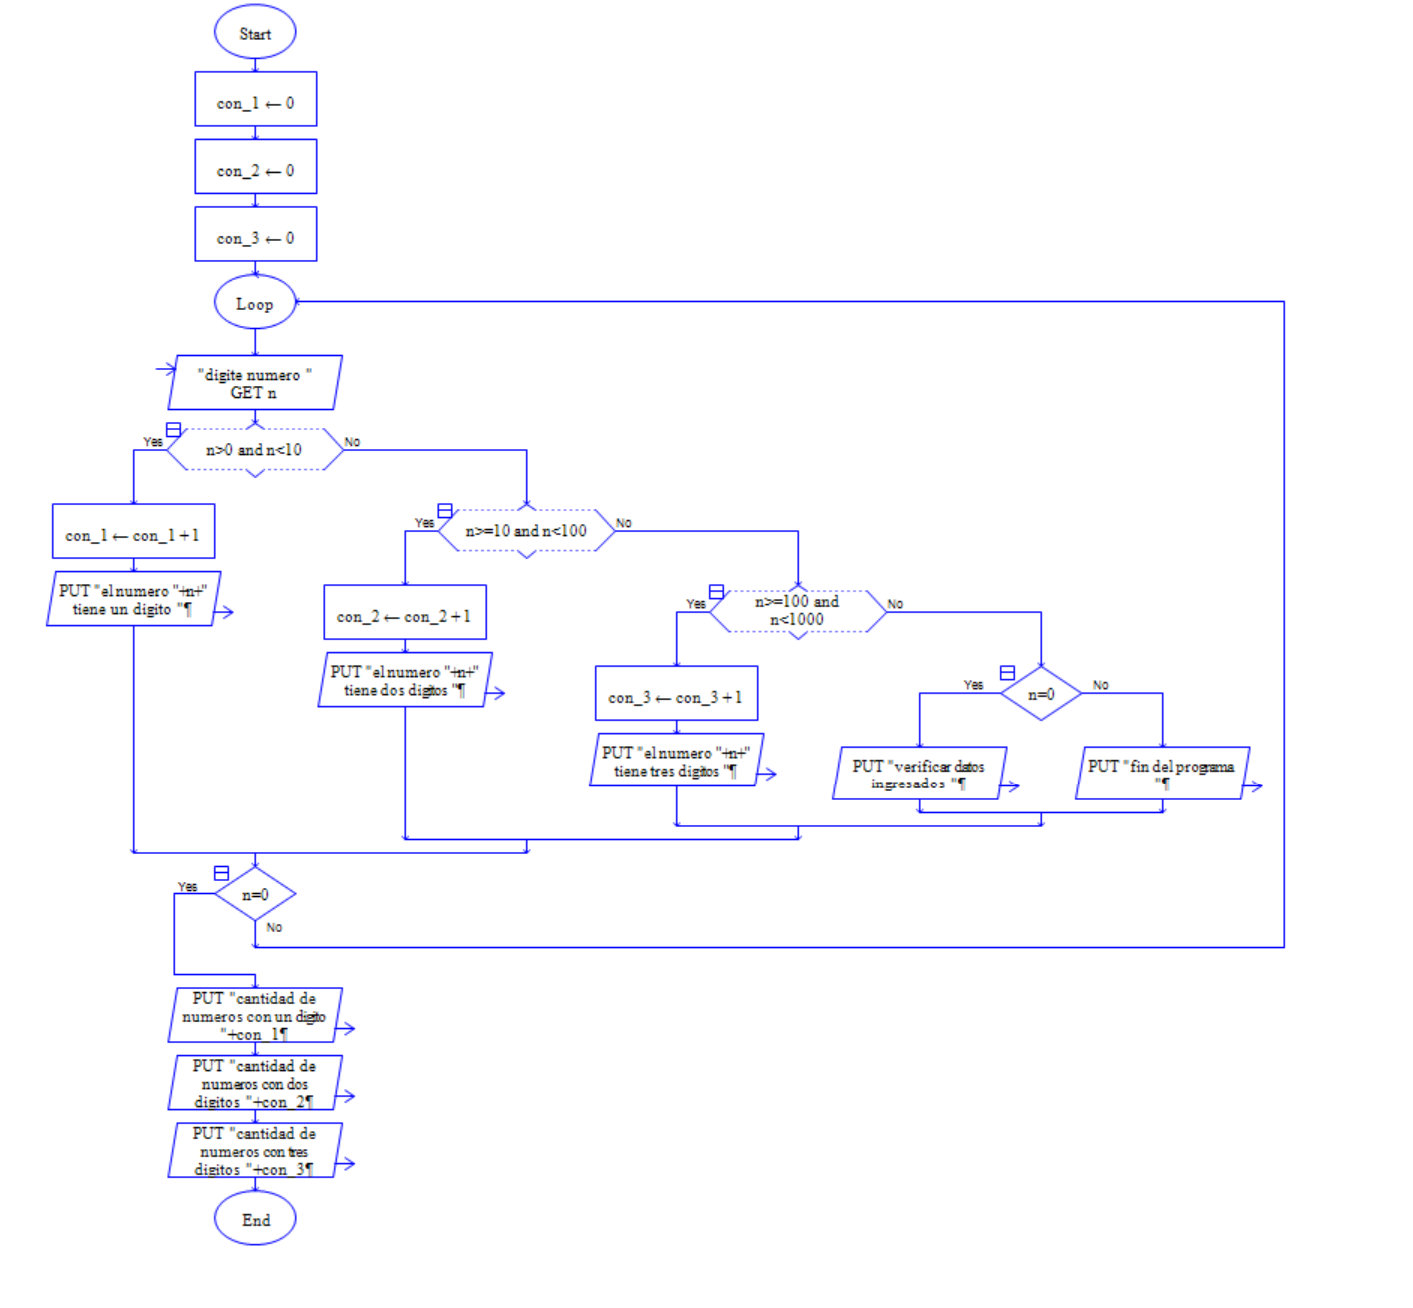 Start
con_1 ← 0
con_2 ← 0
con_3 ← 0
Loop
"digite numero "
GET n
Yes
n>0 and n<10
No
con_1 ← con_1 + 1
PUT "el numero "+n+"
tiene un digito "¶
Yes
n>=10 and n<100
No
con_2 ← con_2 + 1
PUT "el numero "+n+"
tiene dos digitos "¶
Yes
n>=100 and
n<1000
No
con_3 ← con_3 + 1
PUT "el numero "+n+"
tiene tres digitos "¶
Yes
n=0
No
PUT "verificar datos
ingresados "¶
PUT "fin del programa
"¶
Yes
n=0
No
PUT "cantidad de
numeros con un digito
"+con_1¶
PUT "cantidad de
numeros con dos
digitos "+con_2¶
PUT "cantidad de
numeros con tres
digitos "+con_3¶
End